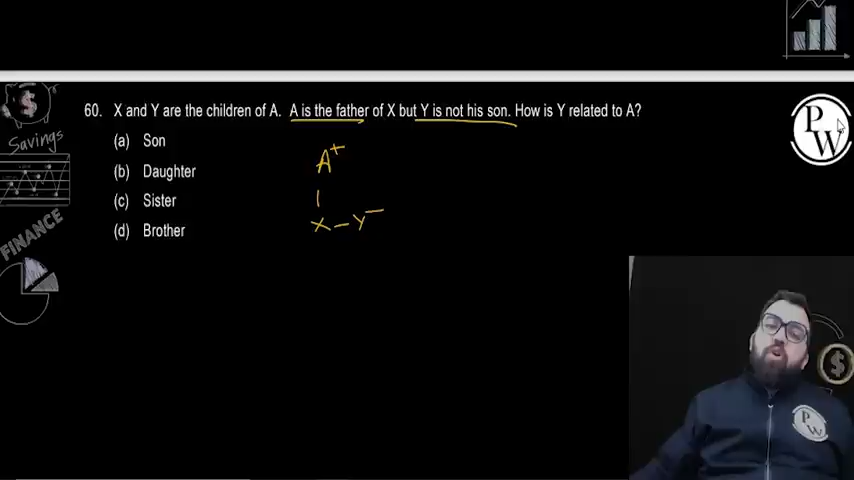 60. X and Y are the children of A. A is the father of X but Y is not his son. How is Y related to A?
(a) Son
(b) Daughter
(c) Sister
(d) Brother
A+
|
X – Y–
Savings
FINANCE
P
W
P
W